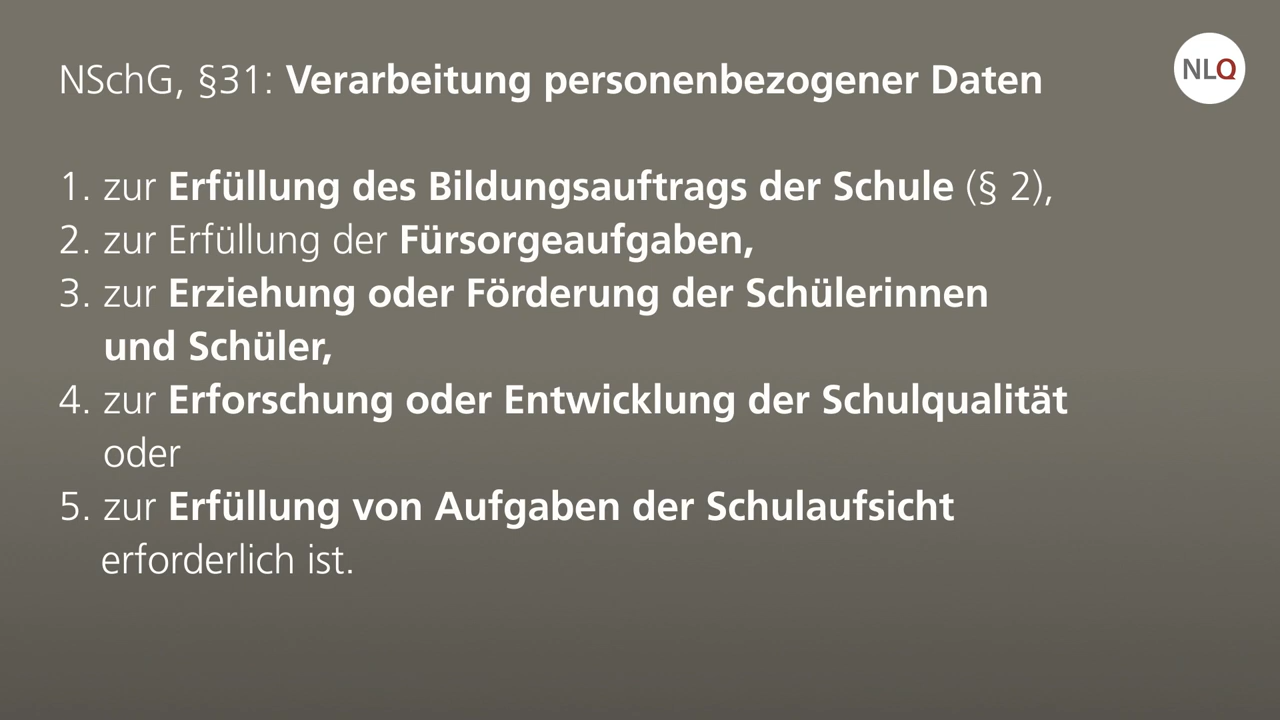 NSchG, §31: Verarbeitung personenbezogener Daten
NLQ
1. zur Erfüllung des Bildungsauftrags der Schule (§ 2),
2. zur Erfüllung der Fürsorgeaufgaben,
3. zur Erziehung oder Förderung der Schülerinnen
und Schüler,
4. zur Erforschung oder Entwicklung der Schulqualität
oder
5. zur Erfüllung von Aufgaben der Schulaufsicht
erforderlich ist.